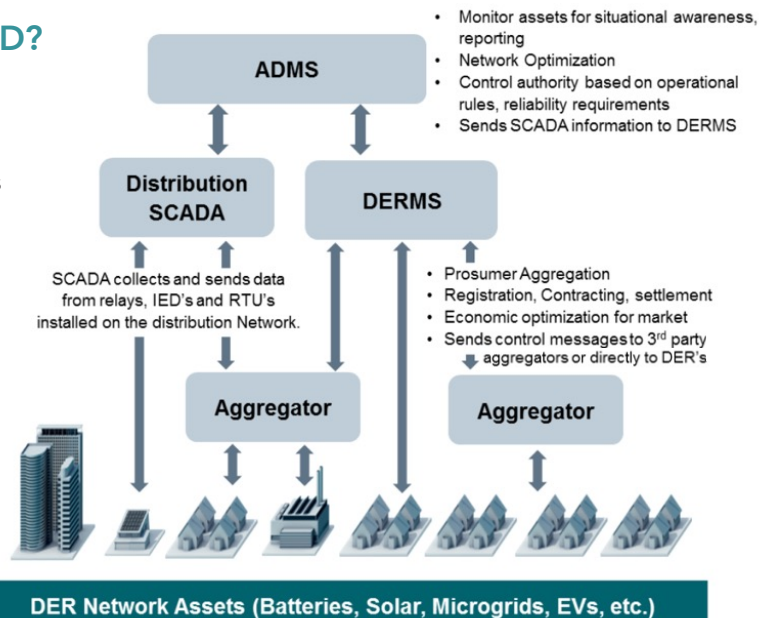 D?
s
ADMS
• Monitor assets for situational awareness,
reporting
• Network Optimization
• Control authority based on operational
rules, reliability requirements
• Sends SCADA information to DERMS
Distribution
SCADA
DERMS
SCADA collects and sends data
from relays, IED's and RTU's
installed on the distribution Network.
• Prosumer Aggregation
• Registration, Contracting, settlement
• Economic optimization for market
• Sends control messages to 3rd party
aggregators or directly to DER's
Aggregator
Aggregator
DER Network Assets (Batteries, Solar, Microgrids, EVs, etc.)